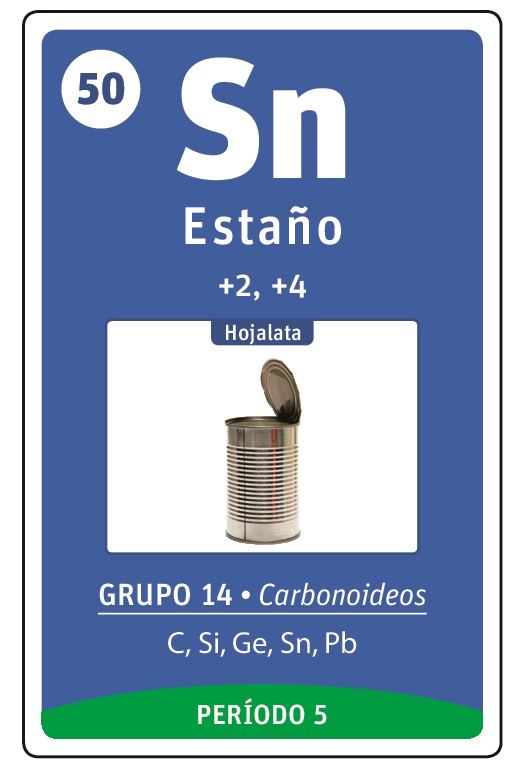 50
Sn
Estaño
+2, +4
Hojalata
GRUPO 14 • Carbonoideos
C, Si, Ge, Sn, Pb
PERÍODO 5